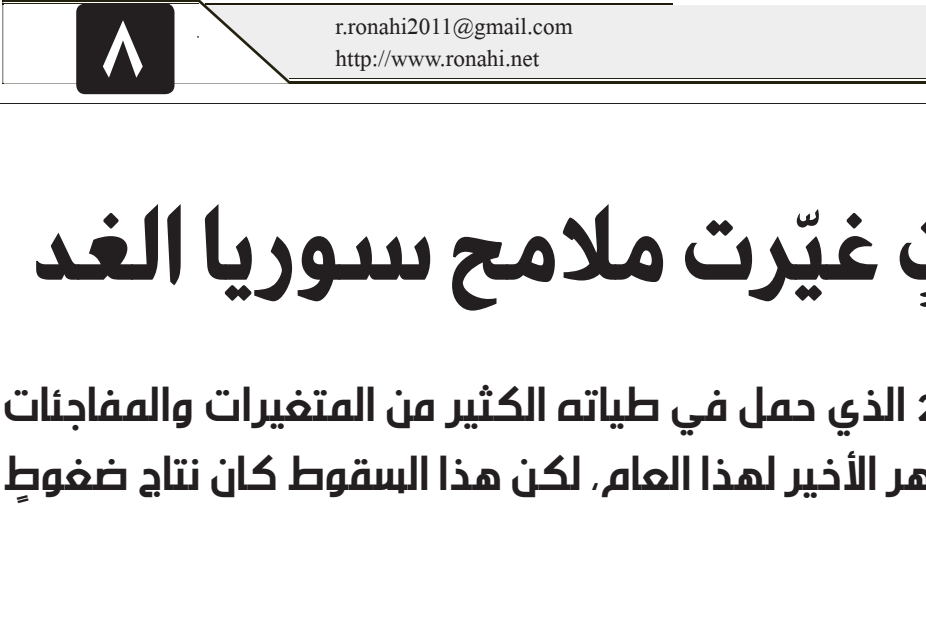 ٨
r.ronahi2011@gmail.com
http://www.ronahi.net
غيّرت ملامح سوريا الغد
الذي حمل في طياته الكثير من المتغيرات والمفاجئات
الأخير لهذا العام، لكن هذا السقوط كان نتاج ضغوطٍ